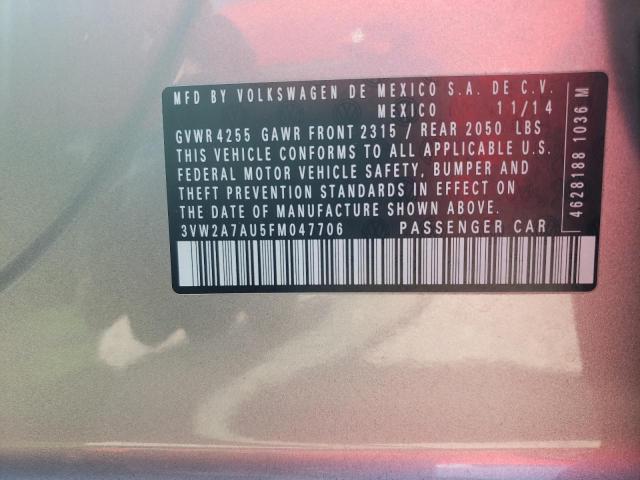 MFD BY VOLKSWAGEN DE MEXICO S.A. DE C.V.
MEXICO 11/14
GVWR 4255 GAWR FRONT 2315 / REAR 2050 LBS
THIS VEHICLE CONFORMS TO ALL APPLICABLE U.S.
FEDERAL MOTOR VEHICLE SAFETY, BUMPER AND
THEFT PREVENTION STANDARDS IN EFFECT ON
THE DATE OF MANUFACTURE SHOWN ABOVE.
3VW2A7AU5FM047706 PASSENGER CAR
4628188 1036 M